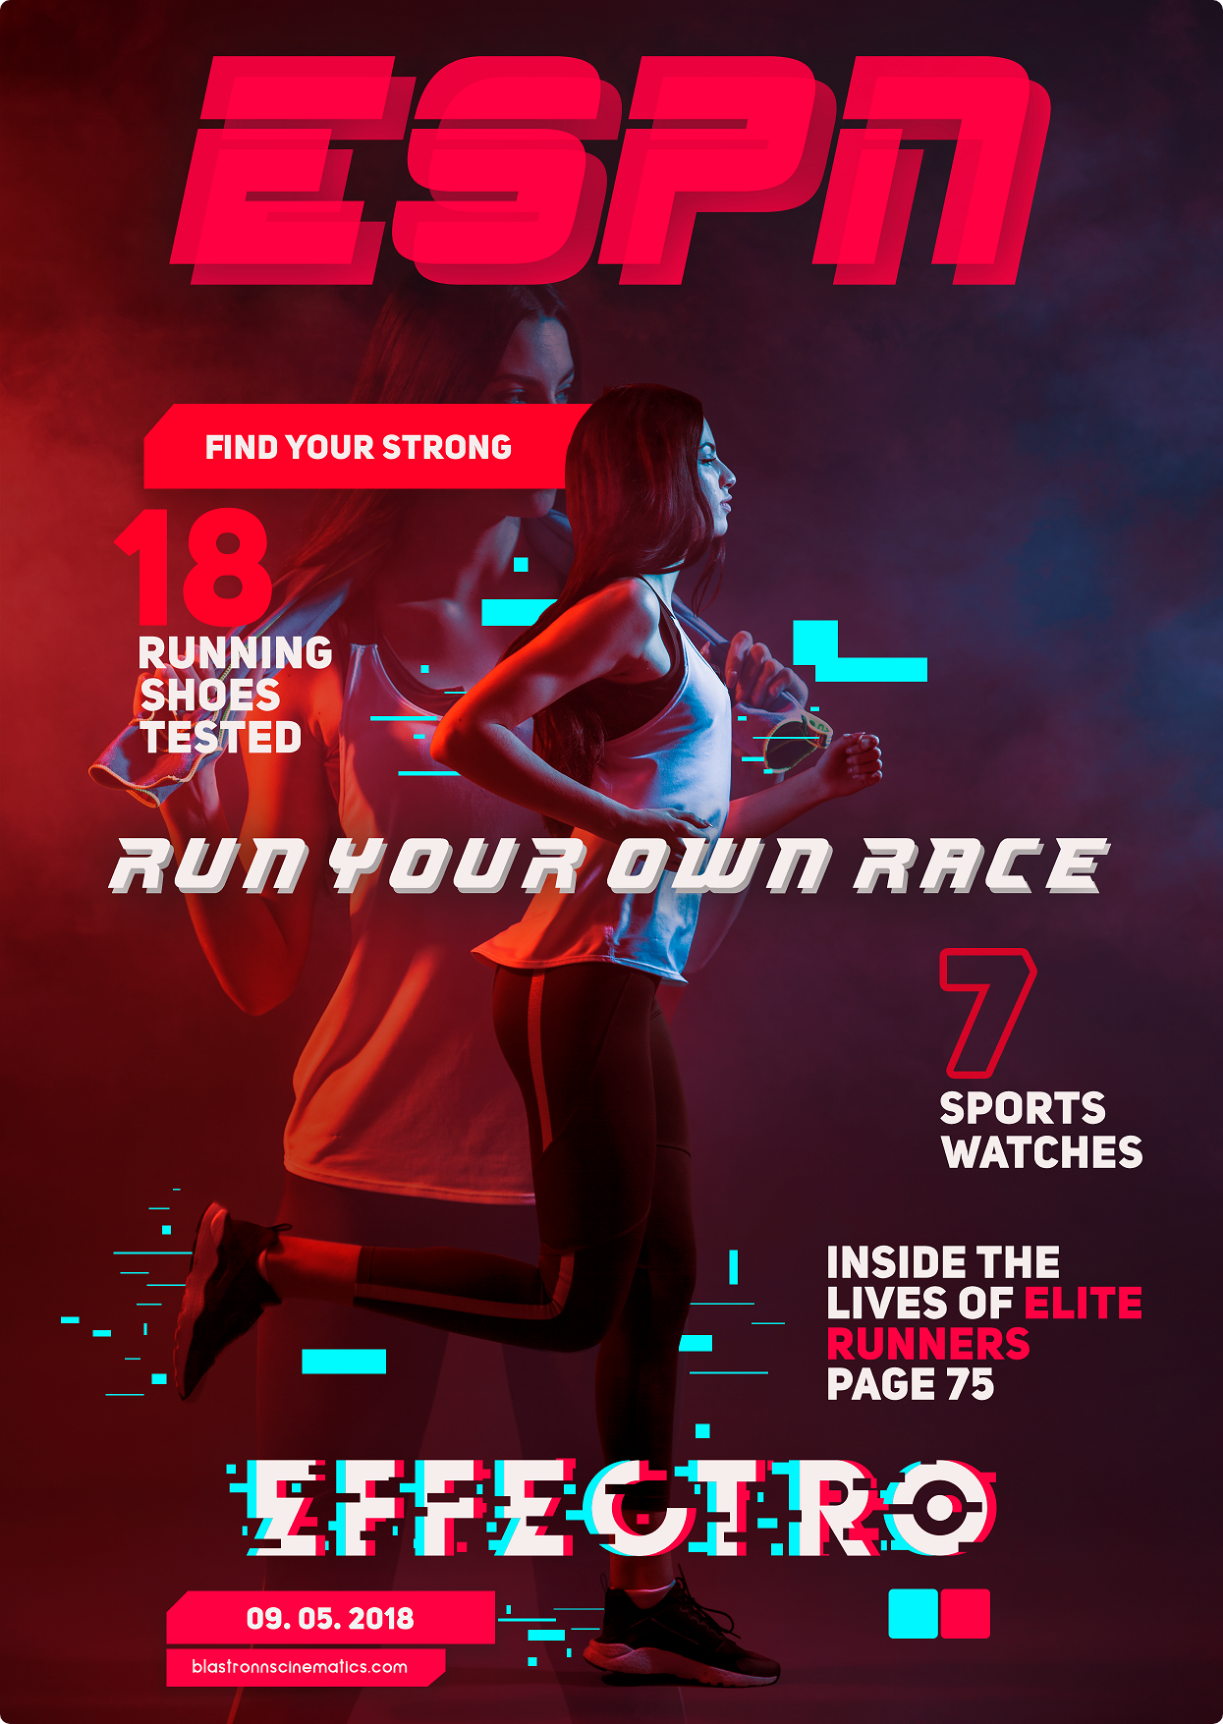 ESPN
FIND YOUR STRONG
18
RUNNING
SHOES
TESTED
RUN YOUR OWN RACE
7
SPORTS
WATCHES
INSIDE THE
LIVES OF ELITE
RUNNERS
PAGE 75
EFFECTRO
09. 05. 2018
blastronnscinematics.com